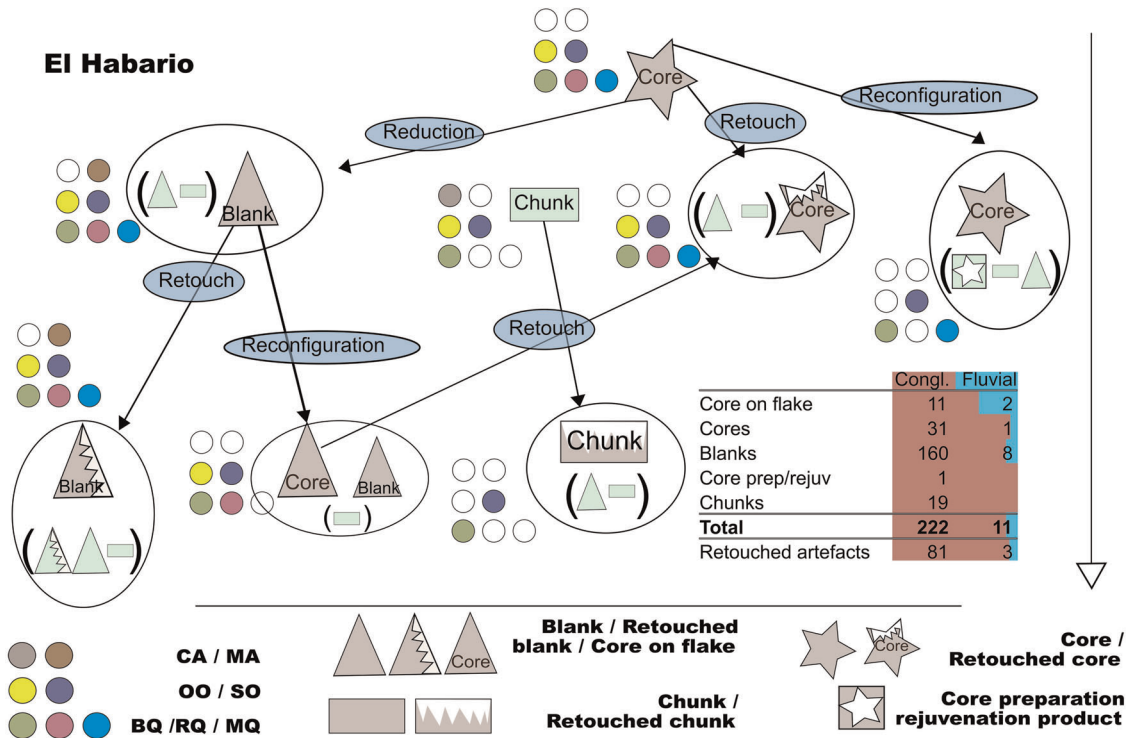 El Habario
Core
Reconfiguration
Reduction
Retouch
( ) Blank
Chunk
( ) Core
Core
( )
Retouch
Retouch
Reconfiguration
Blank
( )
Core
Blank
( )
Chunk
( )
Congl. Fluvial
Core on flake 11 2
Cores 31 1
Blanks 160 8
Core prep/rejuv 1
Chunks 19
Total 222 11
Retouched artefacts 81 3
CA / MA
OO / SO
BQ /RQ / MQ
Core
Blank / Retouched
blank / Core on flake
Chunk /
Retouched chunk
Core
Core /
Retouched core
Core preparation
rejuvenation product